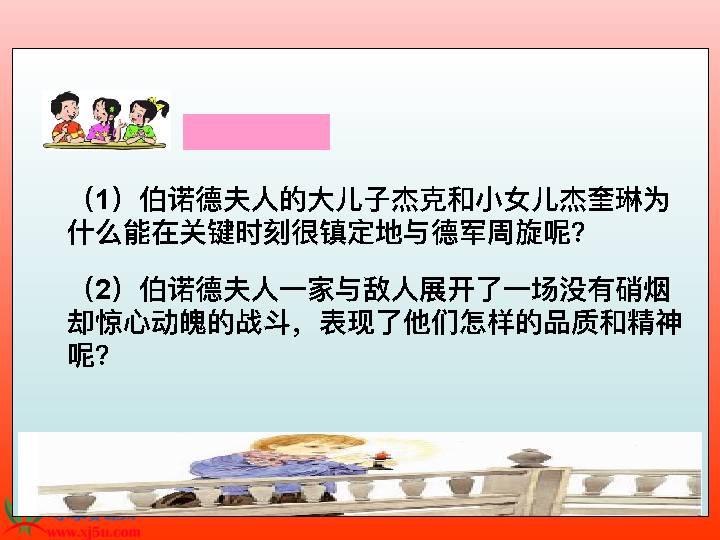 （1）伯诺德夫人的大儿子杰克和小女儿杰奎琳为
什么能在关键时刻很镇定地与德军周旋呢?
（2）伯诺德夫人一家与敌人展开了一场没有硝烟
却惊心动魄的战斗，表现了他们怎样的品质和精神
呢?
www.xj5u.com